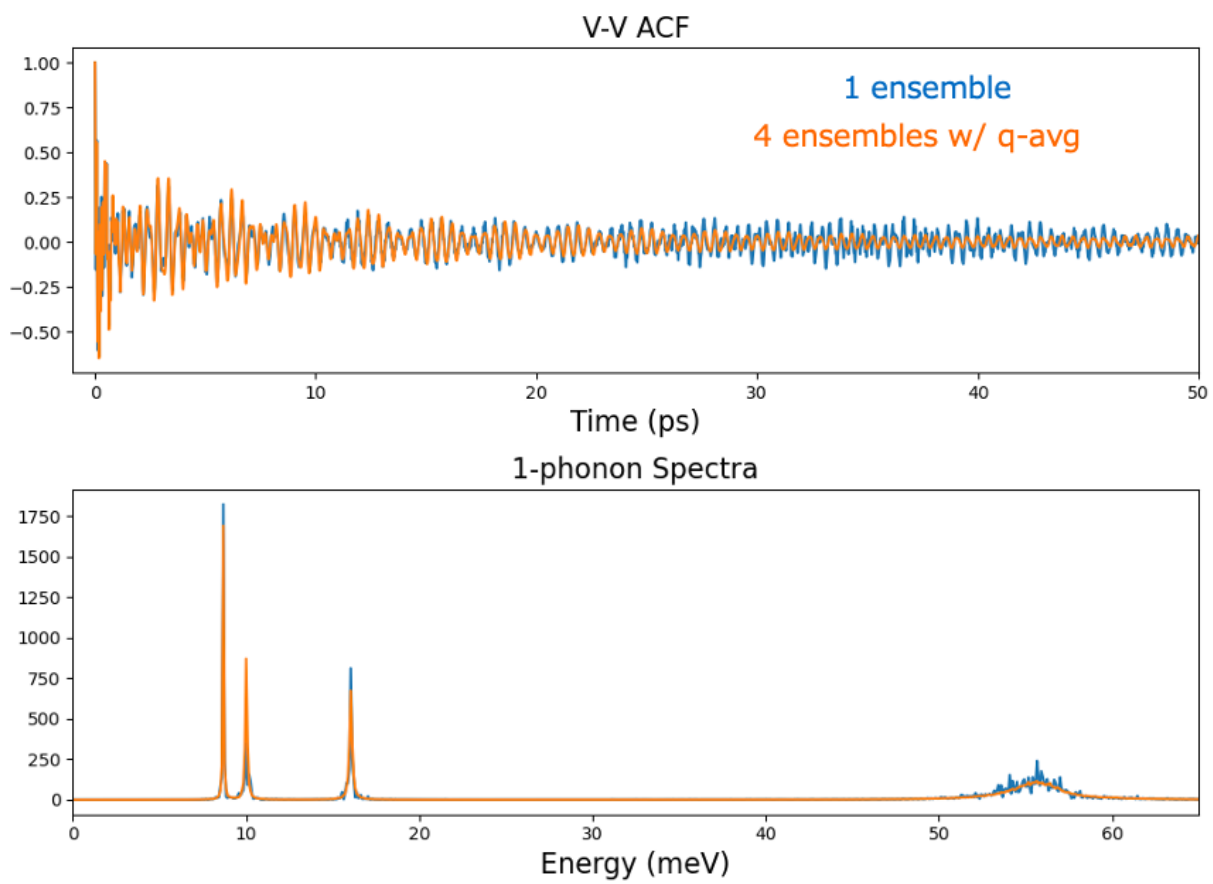 V-V ACF
1 ensemble
4 ensembles w/ q-avg
1.00
0.75
0.50
0.25
0.00
−0.25
−0.50
0 10 20 30 40 50
Time (ps)
1-phonon Spectra
1750
1500
1250
1000
750
500
250
0
0 10 20 30 40 50 60
Energy (meV)